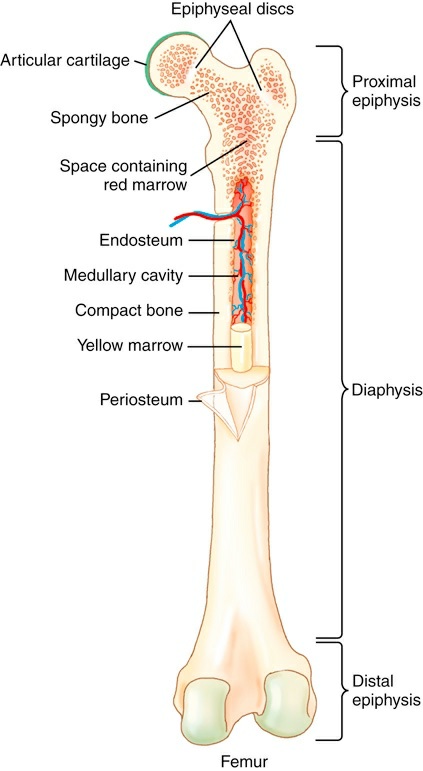 Epiphyseal discs
Articular cartilage
Proximal
epiphysis
Spongy bone
Space containing
red marrow
Endosteum
Medullary cavity
Compact bone
Yellow marrow
Diaphysis
Periosteum
Distal
epiphysis
Femur